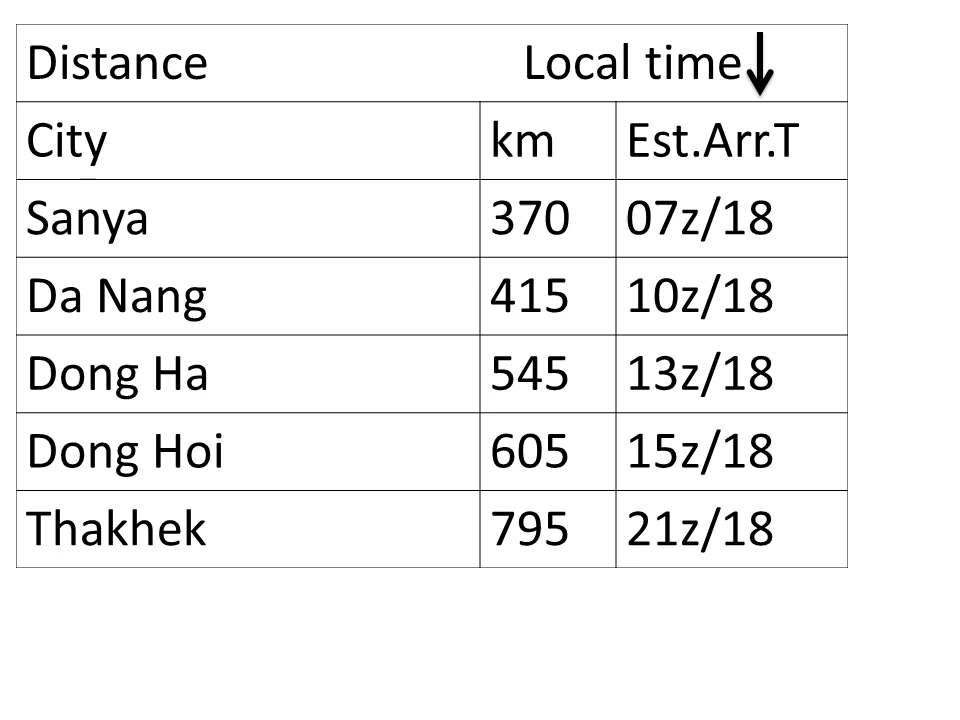 Distance Local time
City km Est.Arr.T
Sanya 370 07z/18
Da Nang 415 10z/18
Dong Ha 545 13z/18
Dong Hoi 605 15z/18
Thakhek 795 21z/18